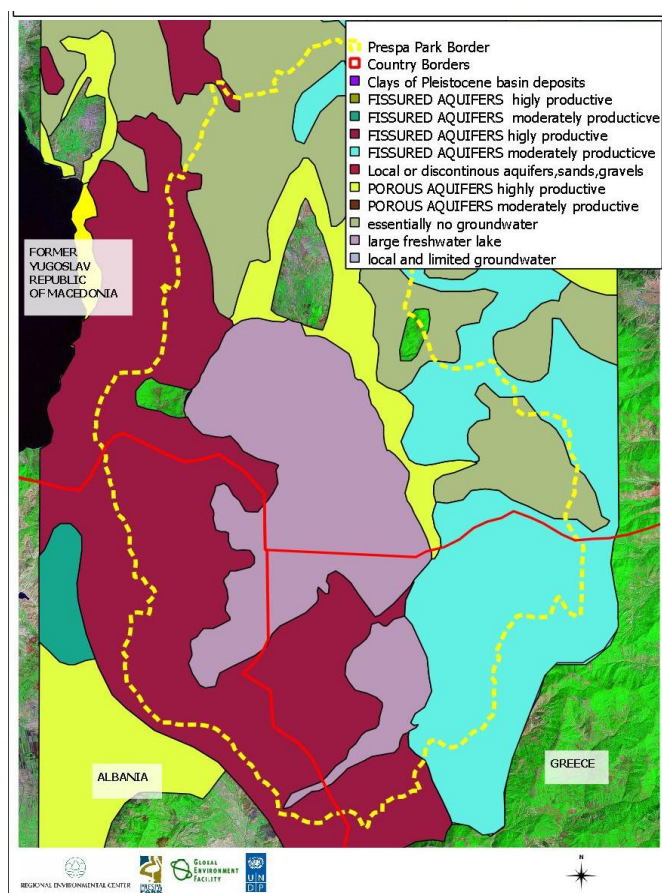 Prespa Park Border
Country Borders
Clays of Pleistocene basin deposits
FISSURED AQUIFERS higly productive
FISSURED AQUIFERS moderately producticve
FISSURED AQUIFERS higly productive
FISSURED AQUIFERS moderately producticve
Local or discontinous aquifers,sands,gravels
POROUS AQUIFERS highly productive
POROUS AQUIFERS moderately productive
essentially no groundwater
large freshwater lake
local and limited groundwater
FORMER
YUGOSLAV
REPUBLIC
OF MACEDONIA
ALBANIA
GREECE
REGIONAL ENVIRONMENTAL CENTER
PRESPA
GLOBAL
ENVIRONMENT
FACILITY
U N
D P
N